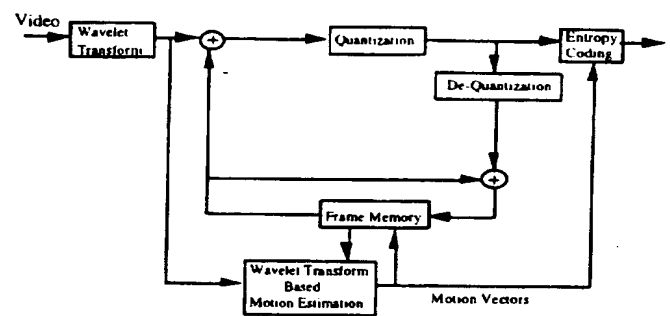 Video
Wavelet
Transform
+
Quantization
Entropy
Coding
De-Quantization
+
Frame Memory
Wavelet Transform
Based
Motion Estimation
Motion Vectors